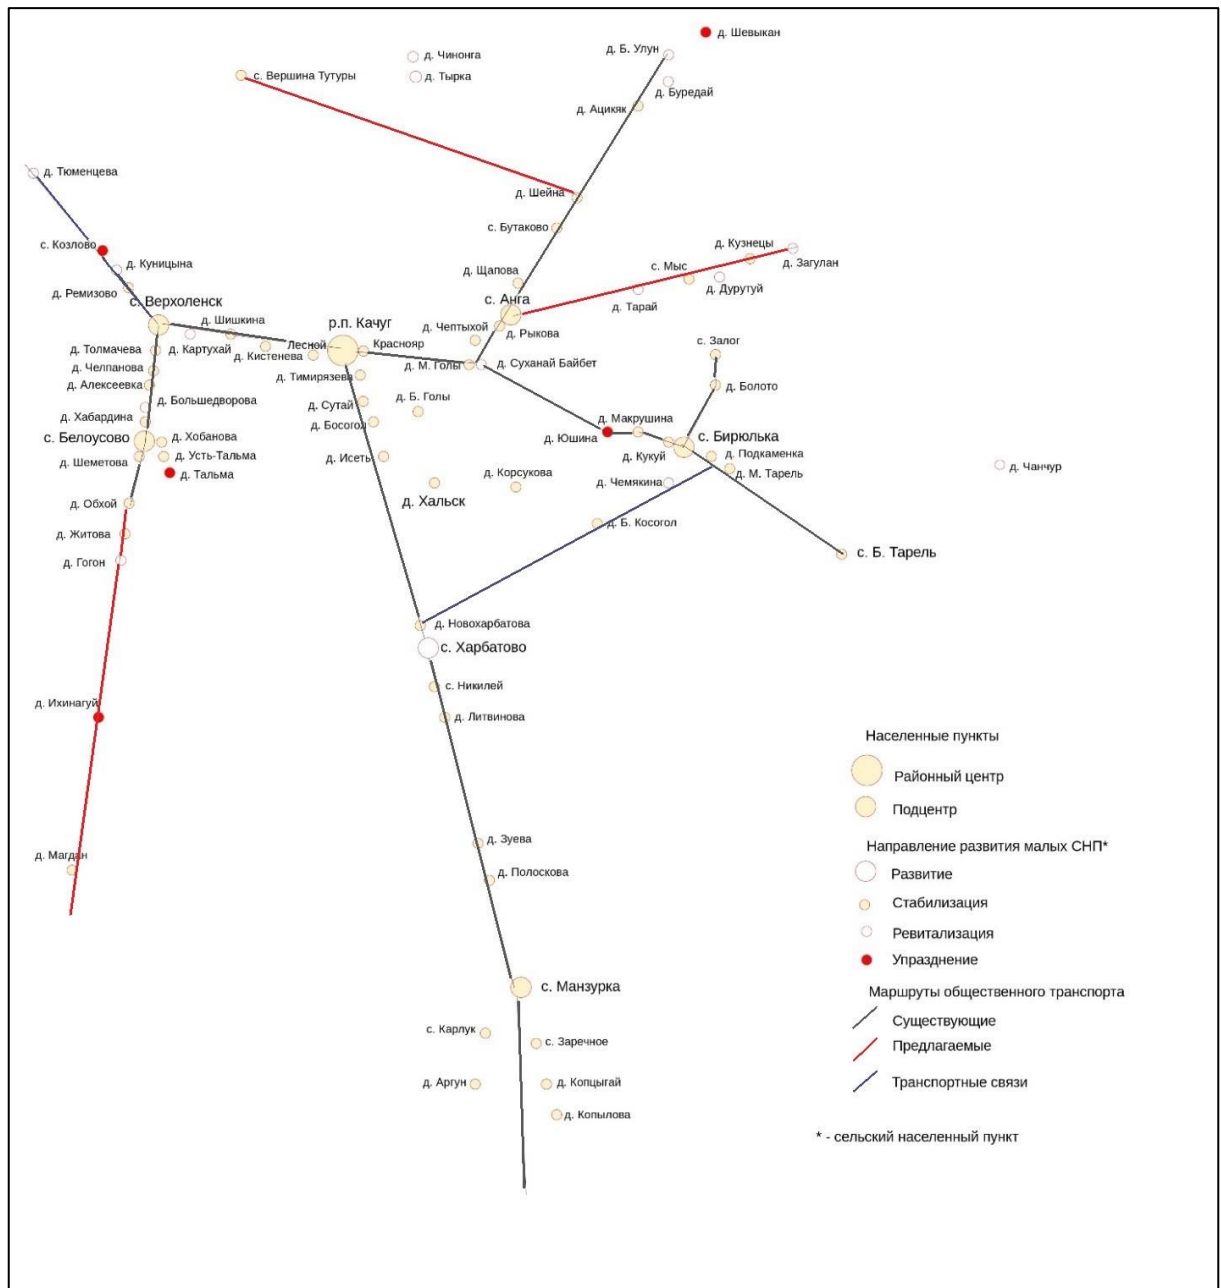 д. Шевыкан
д. Б. Улун
д. Чинонга
с. Вершина Тутуры
д. Тырка
д. Буредай
д. Ацикяк
д. Тюменцева
д. Шейна
с. Бутаково
с. Козлово
д. Кузнецы
д. Куницына
д. Загулан
с. Мыс
д. Щапова
д. Дурутуй
д. Ремизово
с. Верхоленск
с. Анга
д. Тарай
д. Шишкина
р.п. Качуг
д. Чептыхой
д. Рыкова
с. Залог
д. Толмачева
д. Картухай
Лесной
Краснояр
д. Кистенева
д. Челпанова
д. М. Голы
д. Суханай Байбет
д. Тимирязева
д. Алексеевка
д. Болото
д. Большедворова
д. Сутай
д. Б. Голы
д. Хабардина
д. Босогол
д. Макрушина
с. Белоусово
д. Хобанова
д. Юшина
с. Бирюлька
д. Шеметова
д. Усть-Тальма
д. Исеть
д. Кукуй
д. Подкаменка
д. Тальма
д. Корсукова
д. М. Тарель
д. Чанчур
д. Чемякина
д. Хальск
д. Обхой
д. Б. Косогол
д. Житова
с. Б. Тарель
д. Гогон
д. Новохарбатова
с. Харбатово
с. Никилей
д. Ихинагуй
д. Литвинова
д. Зуева
д. Магдан
д. Полоскова
с. Манзурка
с. Карлук
с. Заречное
д. Аргун
д. Копцыгай
д. Копылова
Населенные пункты
Районный центр
Подцентр
Направление развития малых СНП*
Развитие
Стабилизация
Ревитализация
Упразднение
Маршруты общественного транспорта
Существующие
Предлагаемые
Транспортные связи
* - сельский населенный пункт